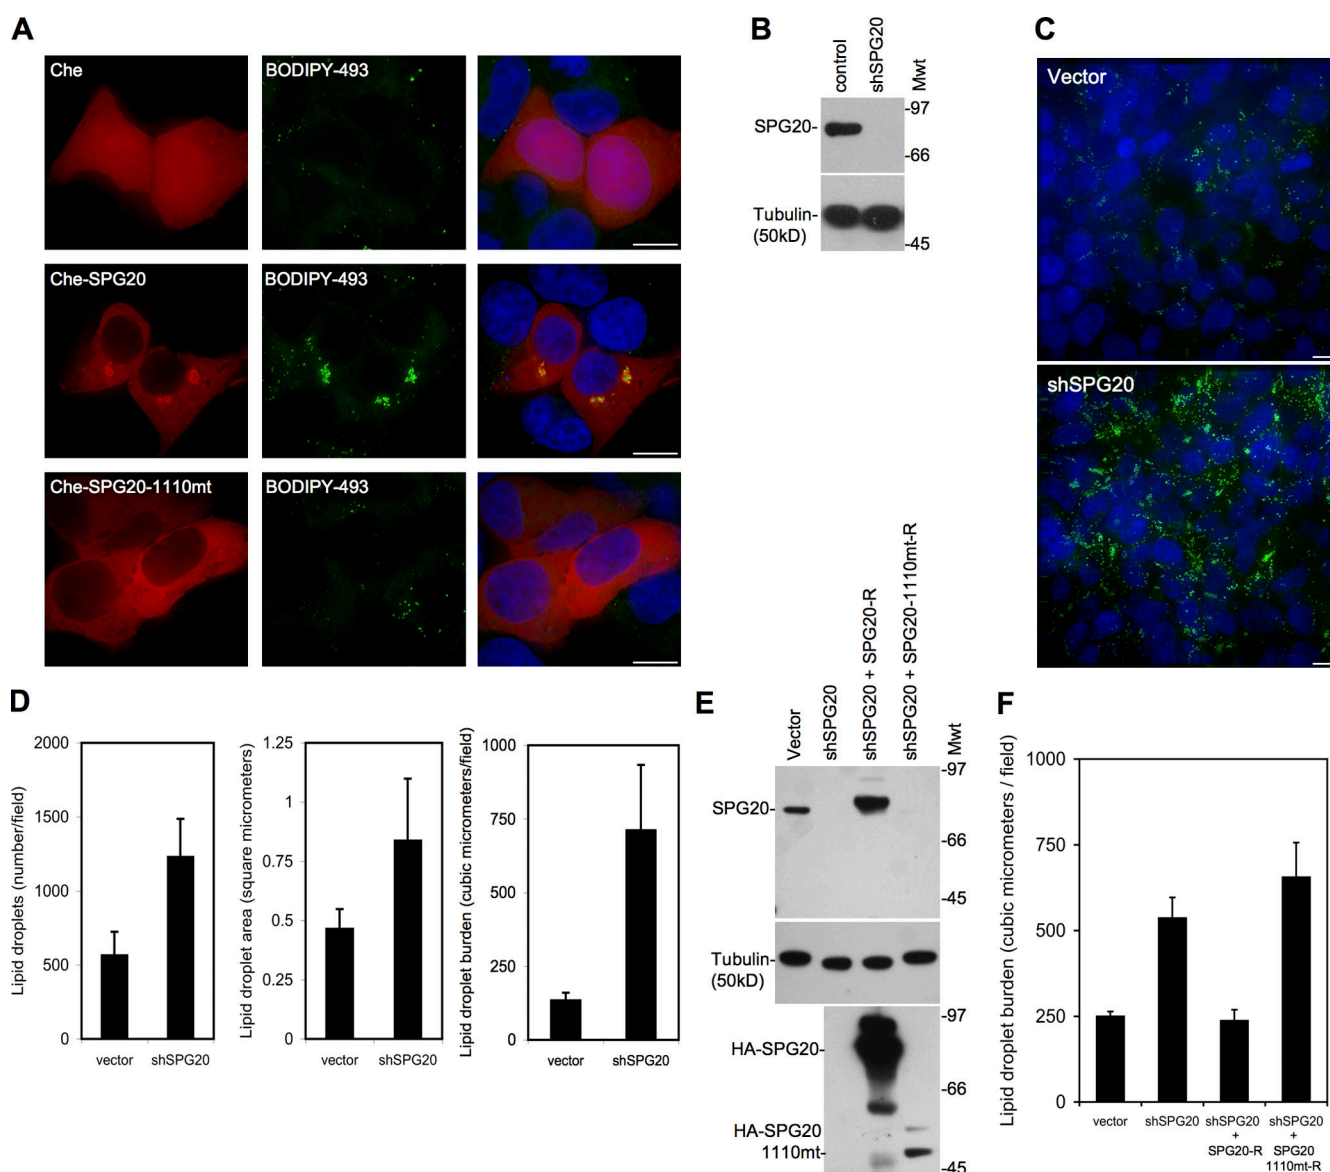 A
Che
BODIPY-493
Che-SPG20
BODIPY-493
Che-SPG20-1110mt
BODIPY-493
B
control
shSPG20
Mwt
SPG20-
-97
-66
Tubulin-
(50kD)
-45
C
Vector
shSPG20
D
Lipid droplets (number/field)
2000
1500
1000
500
0
vector
shSPG20
Lipid droplet area (square micrometers)
1.25
1
0.75
0.5
0.25
0
vector
shSPG20
Lipid droplet burden (cubic micrometers/field)
1000
750
500
250
0
vector
shSPG20
E
Vector
shSPG20
shSPG20 + SPG20-R
shSPG20 + SPG20-1110mt-R
Mwt
-97
SPG20-
-66
-45
Tubulin-
(50kD)
-97
HA-SPG20-
-66
HA-SPG20
1110mt-
-45
F
Lipid droplet burden (cubic micrometers / field)
1000
750
500
250
0
vector
shSPG20
shSPG20
+
SPG20-R
shSPG20
+
SPG20
1110mt-R